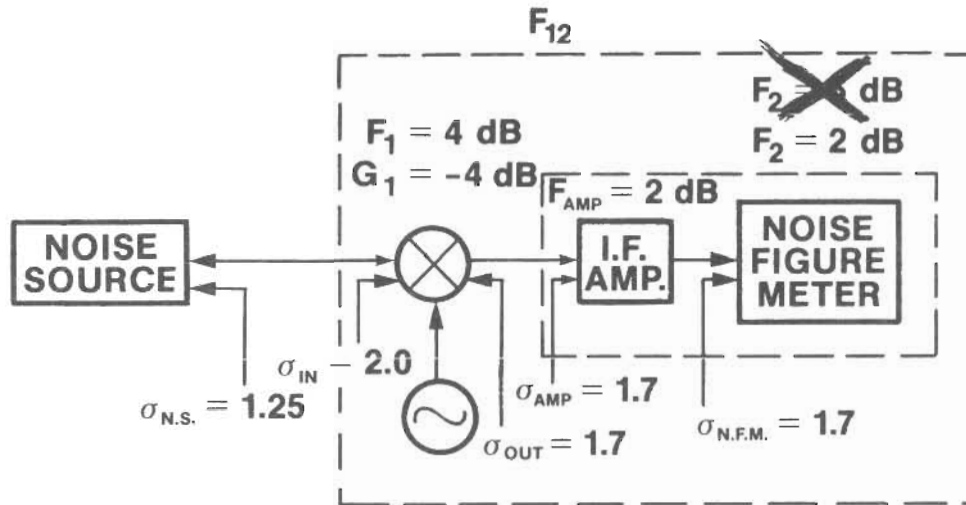 F12
F2 = dB
F2 = 2 dB
F1 = 4 dB
G1 = -4 dB
FAMP = 2 dB
NOISE
SOURCE
I.F.
AMP.
NOISE
FIGURE
METER
σIN - 2.0
σN.S. = 1.25
σAMP = 1.7
σOUT = 1.7
σN.F.M. = 1.7